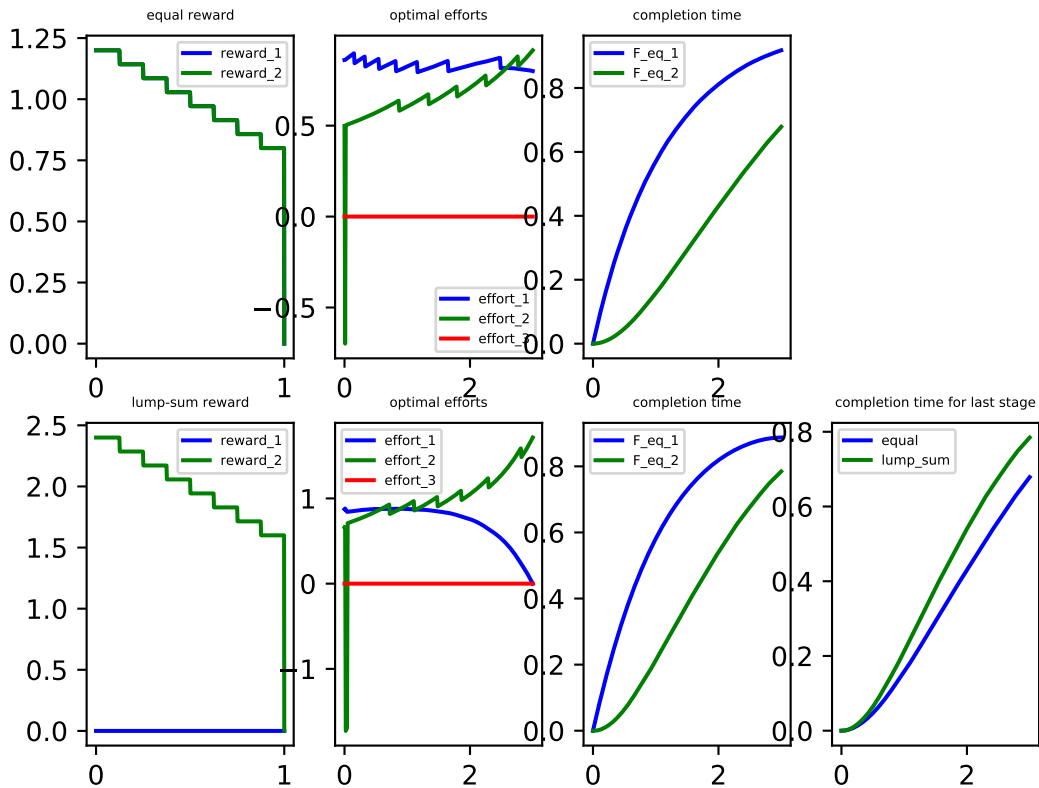 equal reward
optimal efforts
completion time
1.25
1.00
0.75
0.50
0.25
0.00
0
1
reward_1
reward_2
0.5
0.0
−0.5
0
2
effort_1
effort_2
effort_3
0.8
0.6
0.4
0.2
0.0
0
2
F_eq_1
F_eq_2
lump-sum reward
optimal efforts
completion time
completion time for last stage
2.5
2.0
1.5
1.0
0.5
0.0
0
1
reward_1
reward_2
1
0
−1
0
2
effort_1
effort_2
effort_3
0.8
0.6
0.4
0.2
0.0
0
2
F_eq_1
F_eq_2
0.8
0.6
0.4
0.2
0.0
0
2
equal
lump_sum